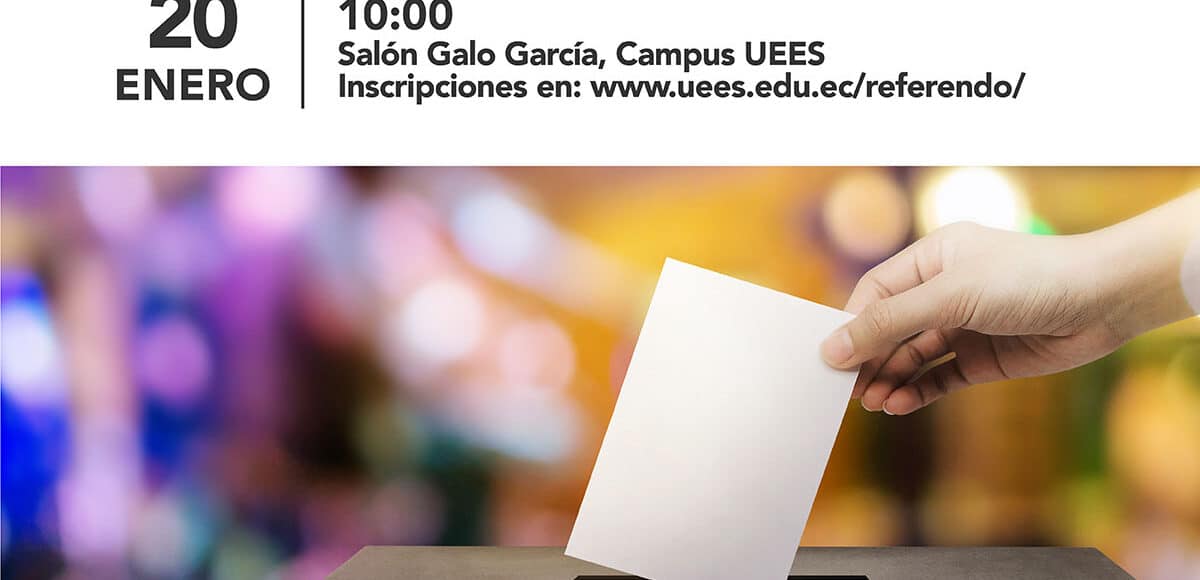 20
ENERO
10:00
Salón Galo García, Campus UEES
Inscripciones en: www.uees.edu.ec/referendo/